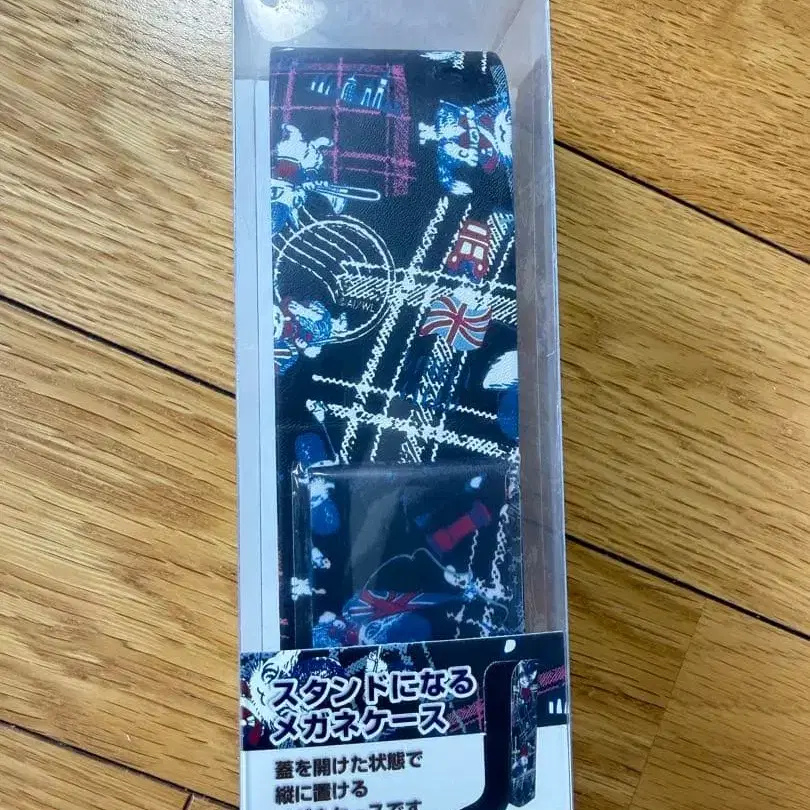 スタンドになる
メガネケース
蓋を開けた状態で
縦に置ける